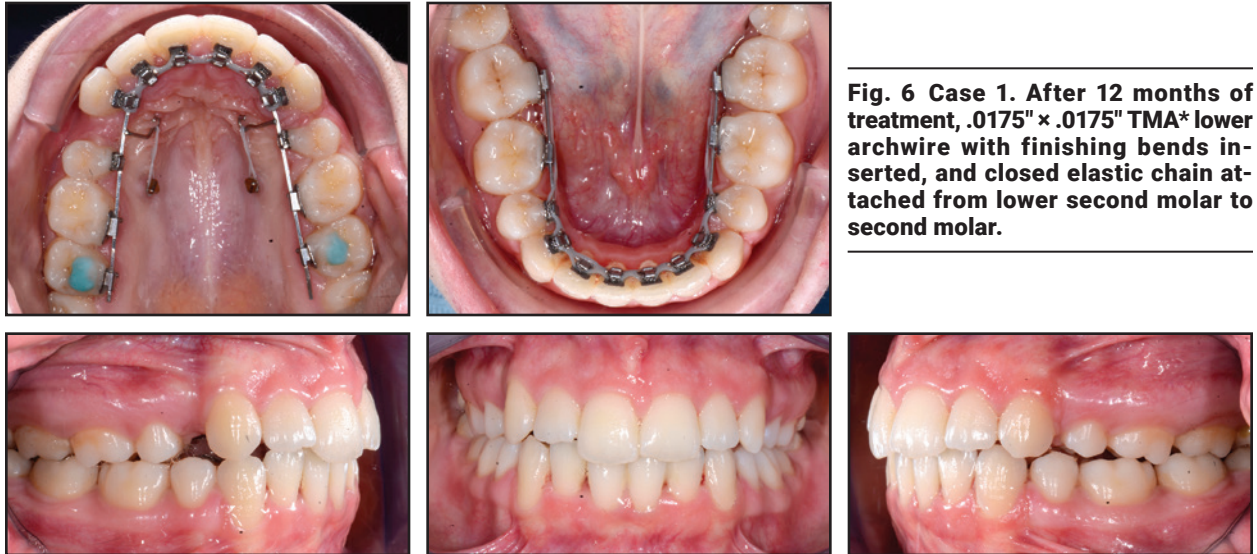 Fig. 6 Case 1. After 12 months of
treatment, .0175" × .0175" TMA* lower
archwire with finishing bends in-
serted, and closed elastic chain at-
tached from lower second molar to
second molar.